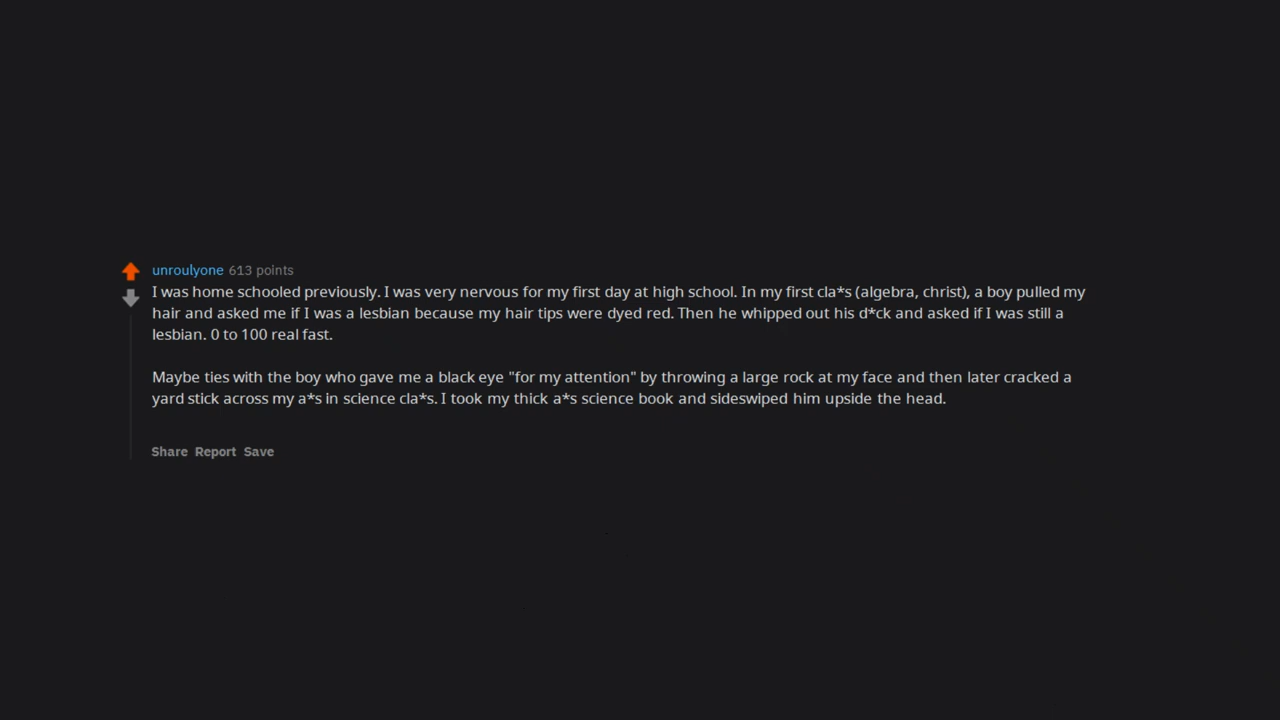 unroulyone 613 points
I was home schooled previously. I was very nervous for my first day at high school. In my first cla*s (algebra, christ), a boy pulled my
hair and asked me if I was a lesbian because my hair tips were dyed red. Then he whipped out his d*ck and asked if I was still a
lesbian. 0 to 100 real fast.
Maybe ties with the boy who gave me a black eye "for my attention" by throwing a large rock at my face and then later cracked a
yard stick across my a*s in science cla*s. I took my thick a*s science book and sideswiped him upside the head.
Share Report Save